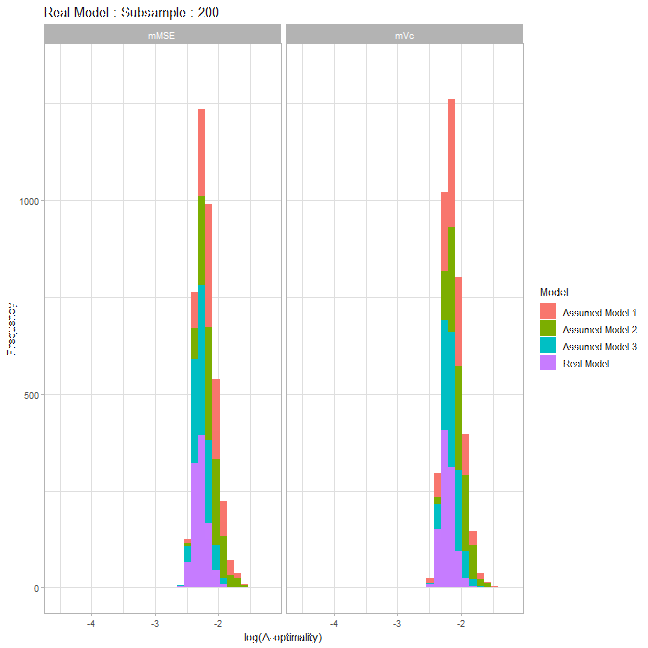 Real Model : Subsample : 200
mMSE
mVc
1000
500
0
Frequency
-4
-3
-2
-4
-3
-2
log(A-optimality)
Model
Assumed Model 1
Assumed Model 2
Assumed Model 3
Real Model